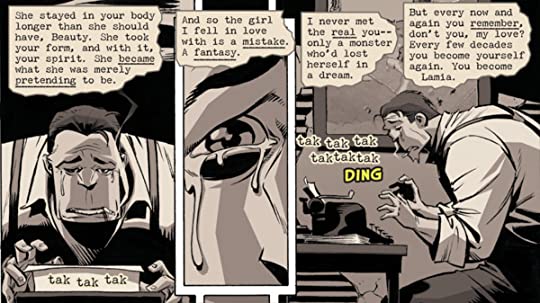 She stayed in your body
longer than she should
have, Beauty. She took
your form, and with it,
your spirit. She became
what she was merely
pretending to be.
tak tak tak
And so the girl
I fell in love
with is a mistake.
A fantasy.
I never met
the real you--
only a monster
who'd lost
herself in
a dream.
But every now and
again you remember,
don't you, my love?
Every few decades
you become yourself
again. You become
Lamia.
tak tak tak
taktaktak
DING